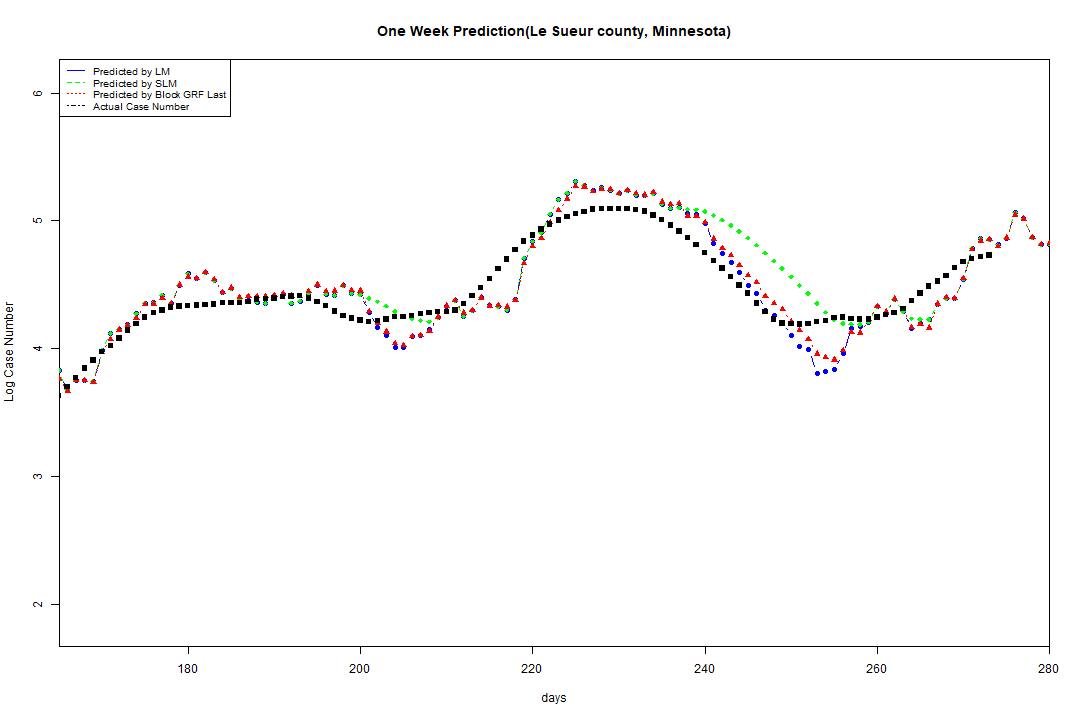 One Week Prediction(Le Sueur county, Minnesota)
Predicted by LM
Predicted by SLM
Predicted by Block GRF Last
Actual Case Number
6
5
4
3
2
Log Case Number
180 200 220 240 260 280
days